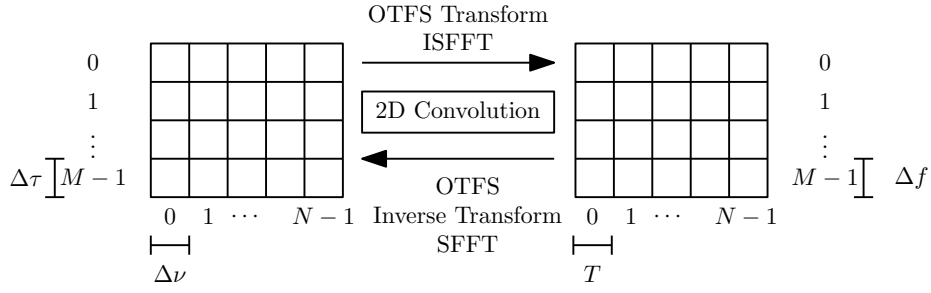 OTFS Transform
ISFFT
0
1
⋮
Δτ
M − 1
0 1 ⋯ N − 1
Δν
2D Convolution
OTFS
Inverse Transform
SFFT
0
1
⋮
M − 1
Δf
0 1 ⋯ N − 1
T